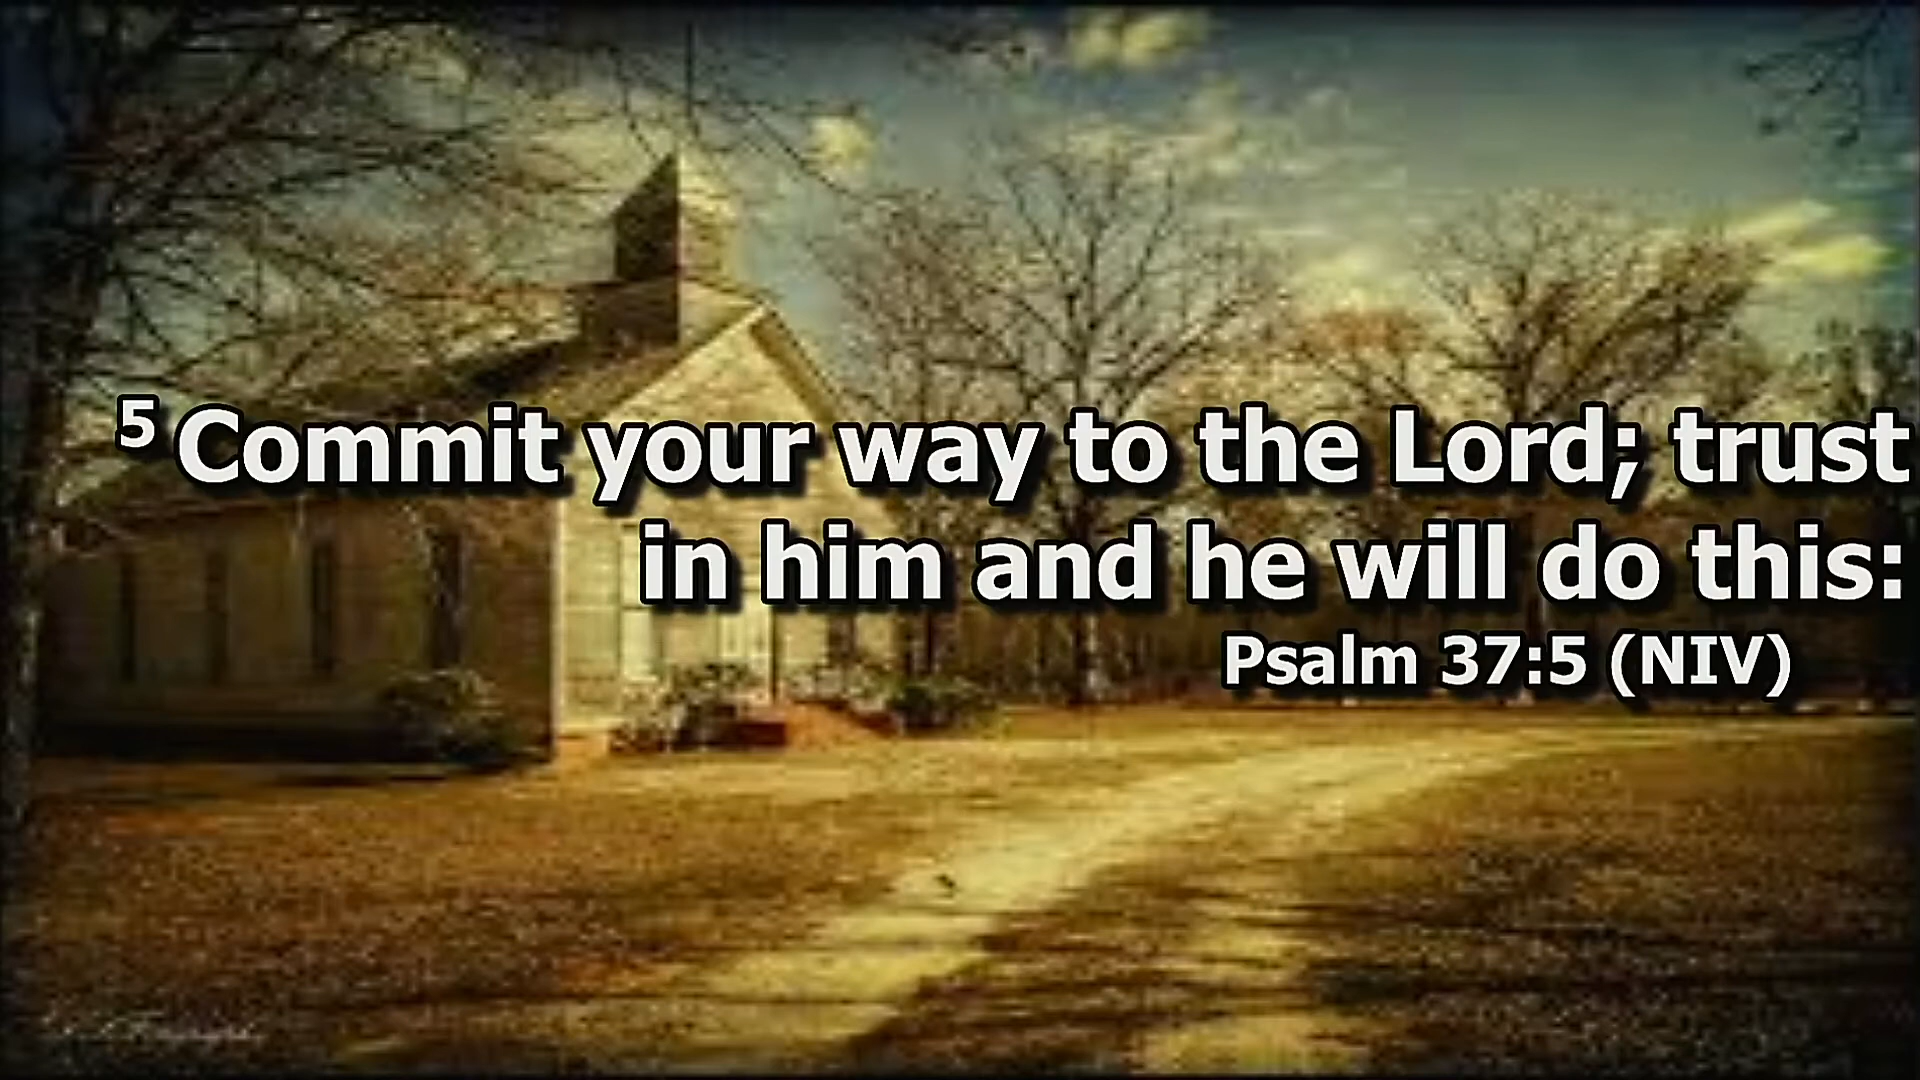 5 Commit your way to the Lord; trust
in him and he will do this:
Psalm 37:5 (NIV)